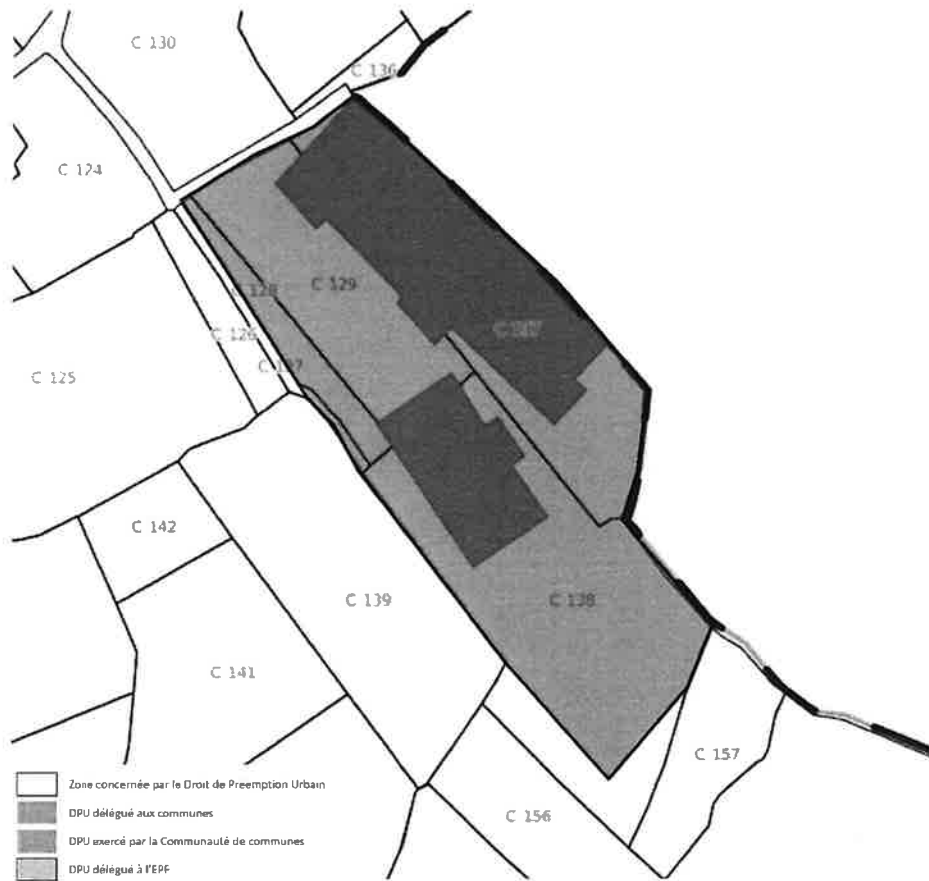 C 130
C 136
C 124
C 129
C 128
C 126
C 125
C 142
C 139
C 138
C 141
C 157
C 156
Zone concernée par le Droit de Preemption Urbain
DPU délégué aux communes
DPU exercé par la Communauté de communes
DPU délégué à l'EPF